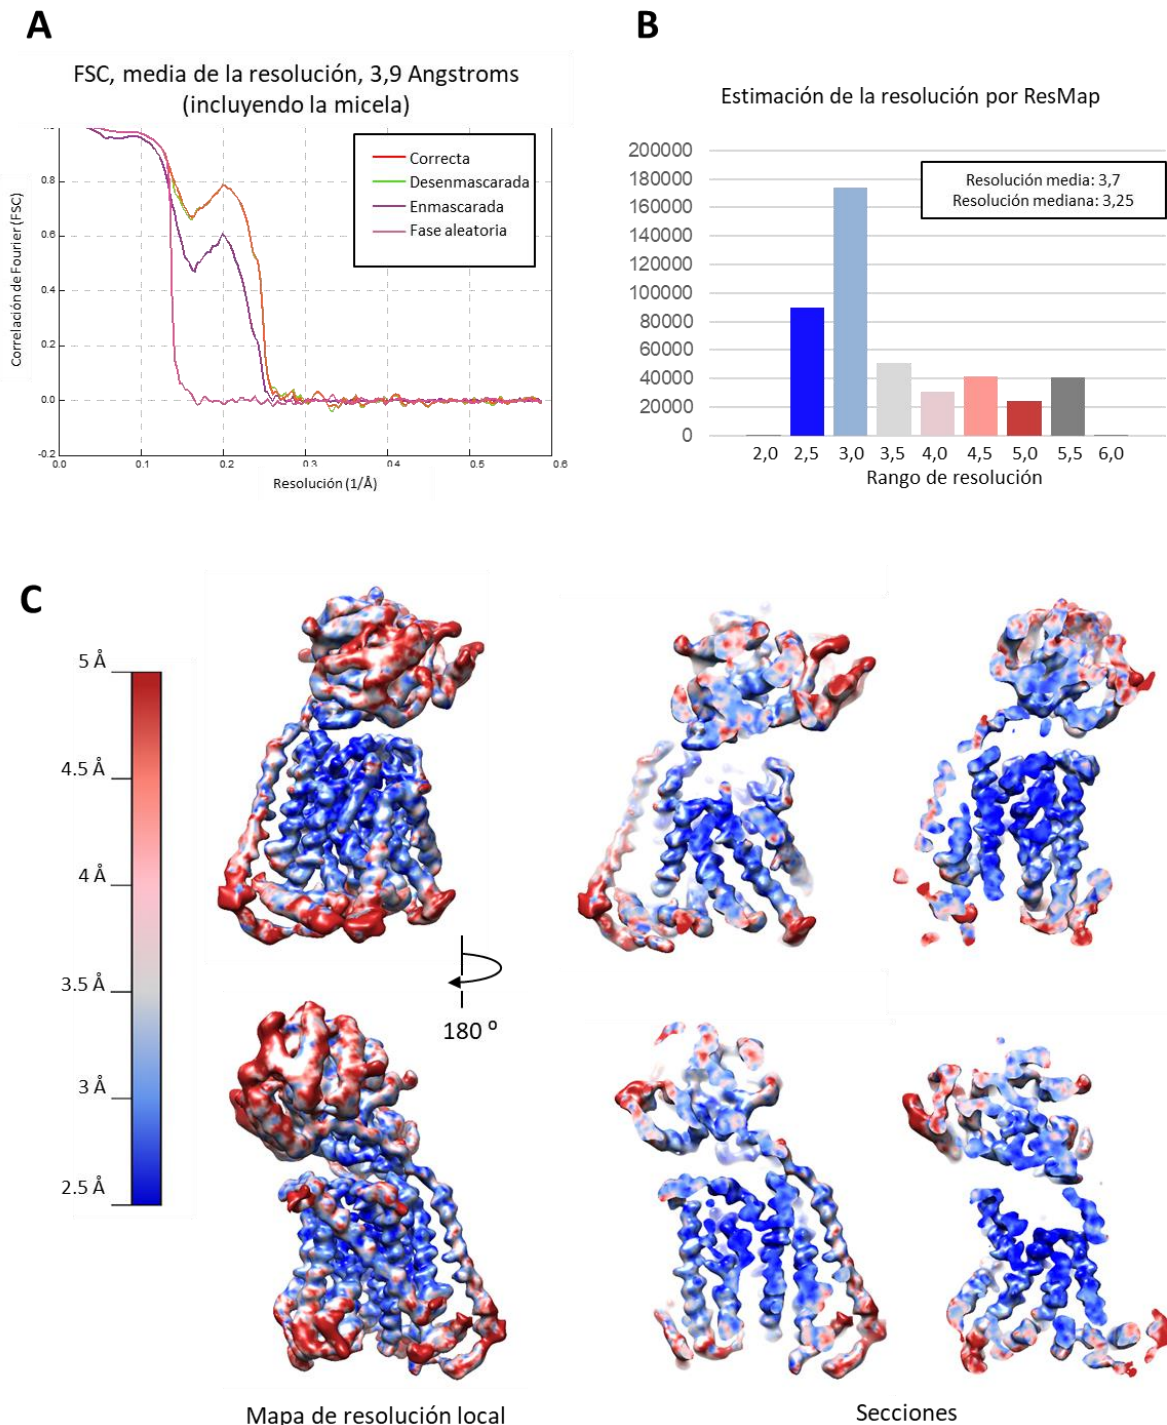 A
FSC, media de la resolución, 3,9 Angstroms
(incluyendo la micela)
Correlación de Fourier (FSC)
0.8
0.6
0.4
0.2
0.0
-0.2
0.0
0.1
0.2
0.3
0.4
0.5
0.6
Resolución (1/Å)
Correcta
Desenmascarada
Enmascarada
Fase aleatoria
B
Estimación de la resolución por ResMap
200000
180000
160000
140000
120000
100000
80000
60000
40000
20000
0
Resolución media: 3,7
Resolución mediana: 3,25
2,0
2,5
3,0
3,5
4,0
4,5
5,0
5,5
6,0
Rango de resolución
C
5 Å
4.5 Å
4 Å
3.5 Å
3 Å
2.5 Å
180 º
Mapa de resolución local
Secciones